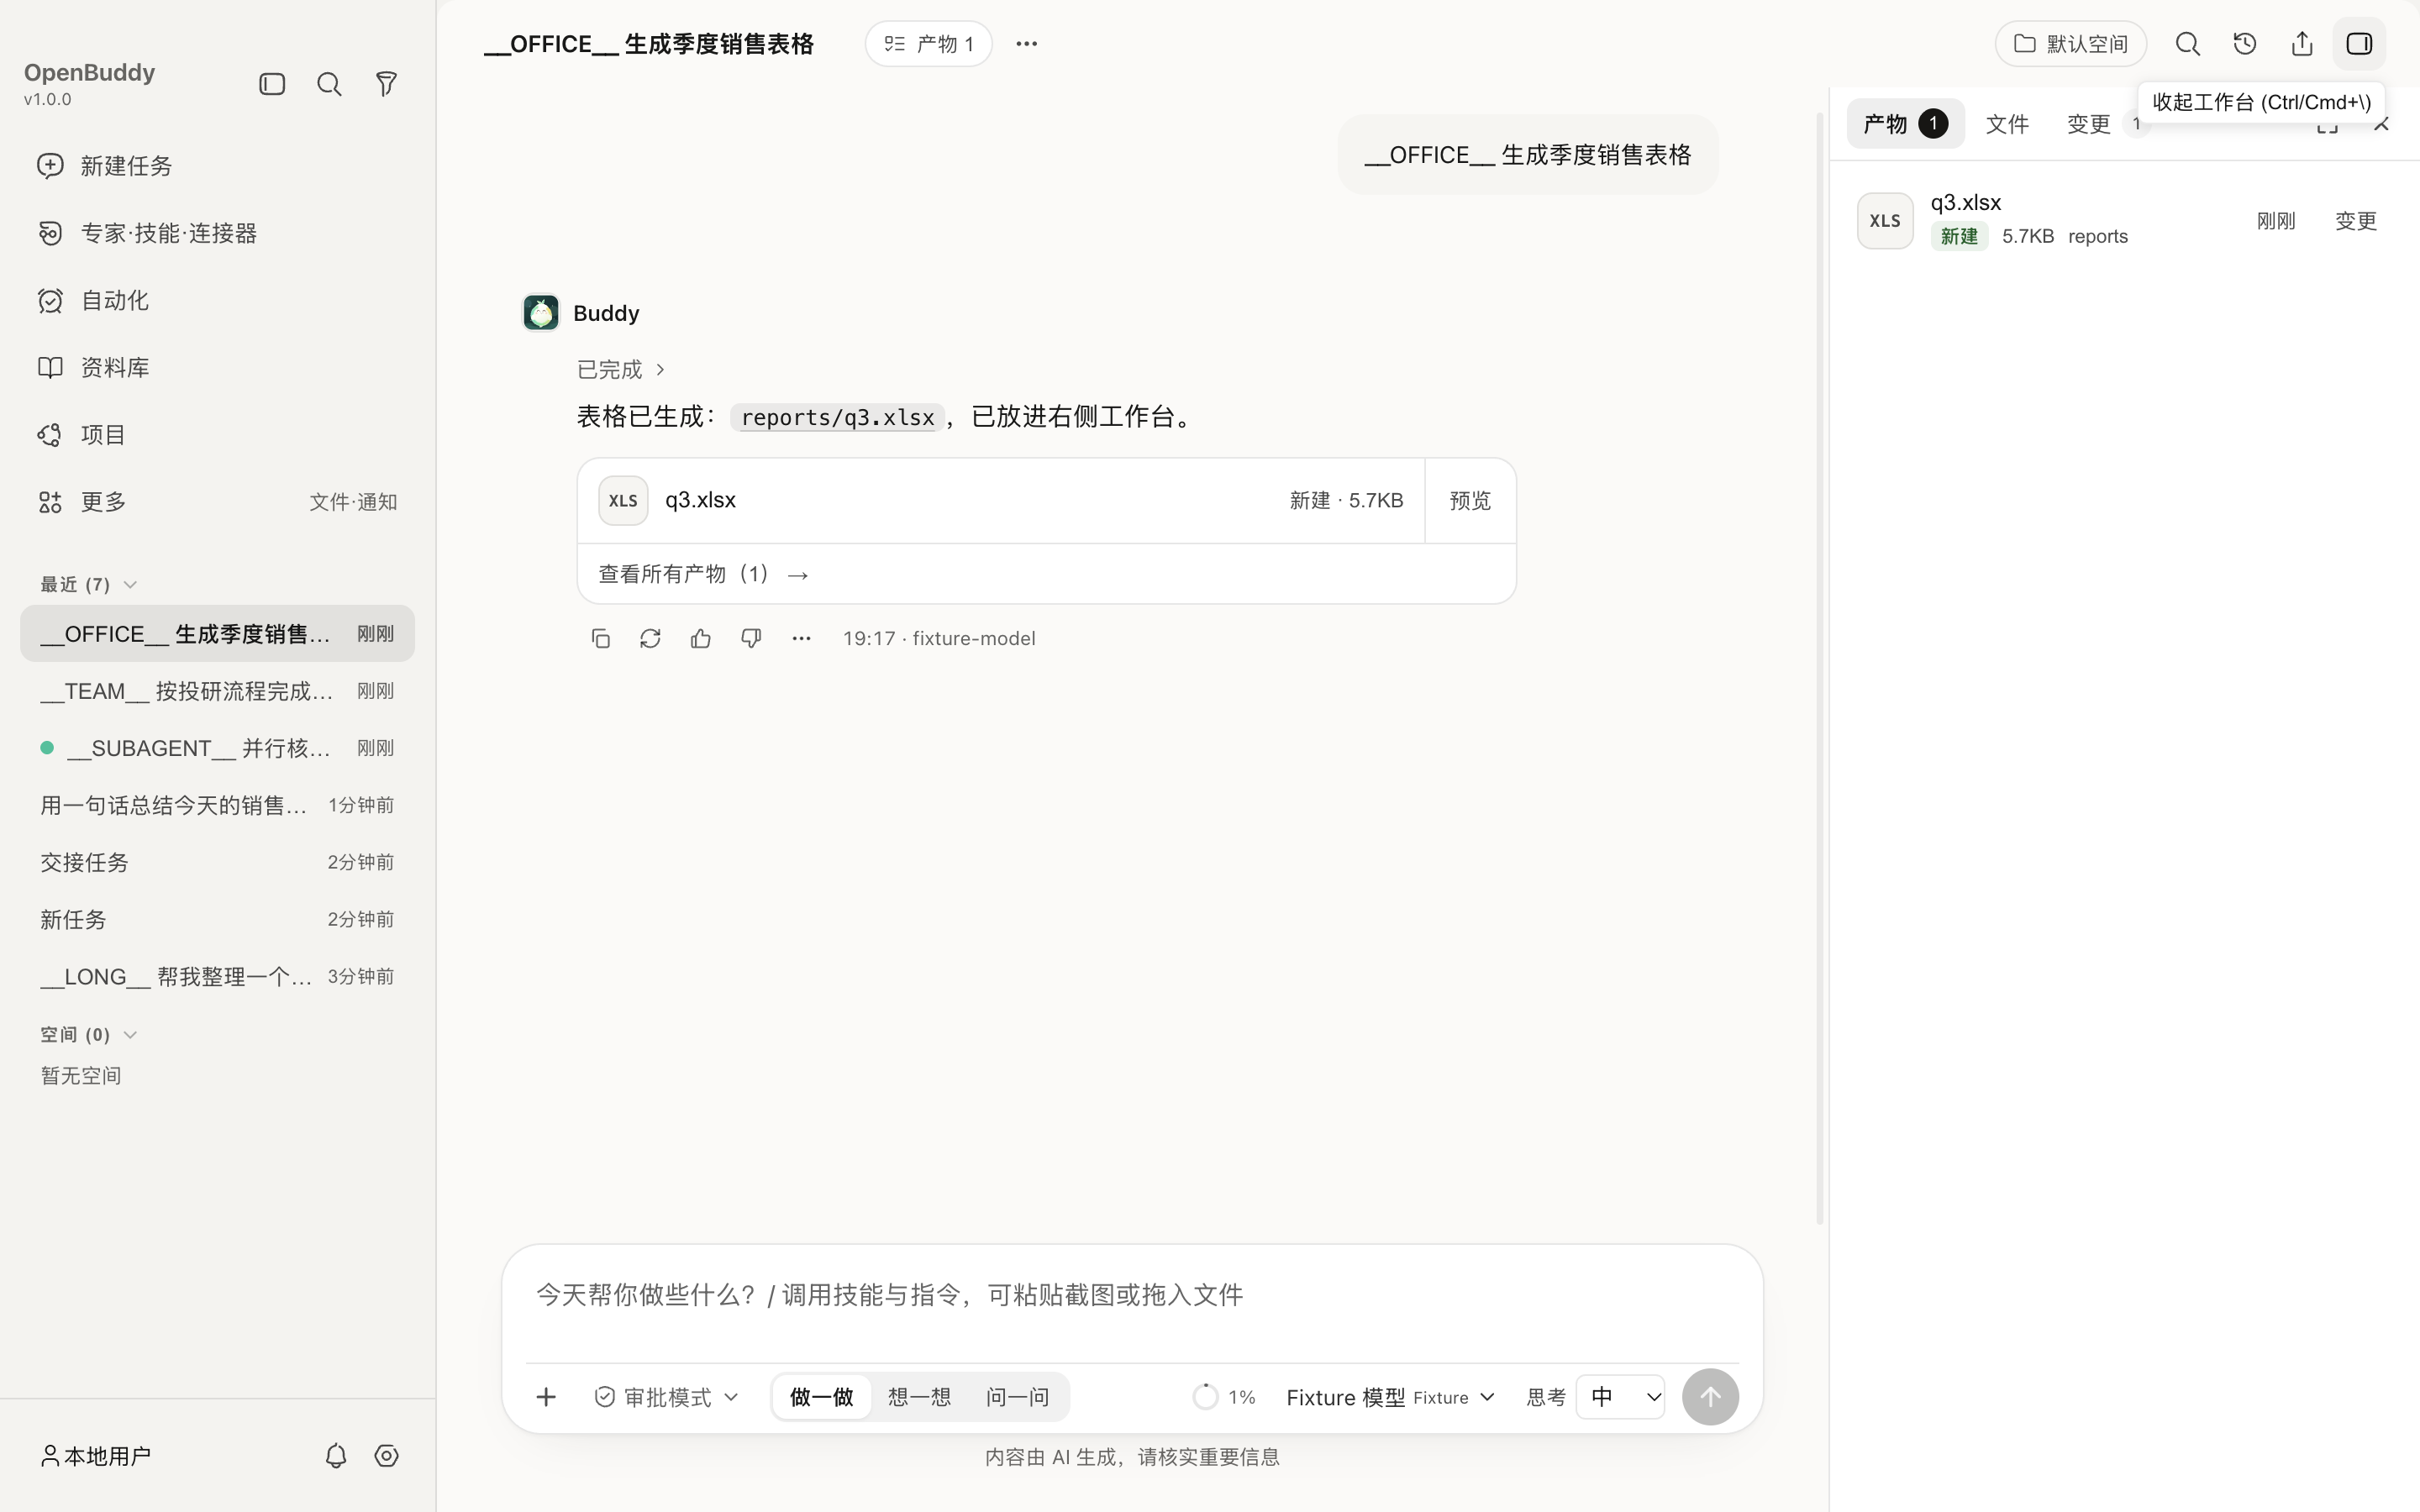 OpenBuddy
v1.0.0
新建任务
专家·技能·连接器
自动化
资料库
项目
更多 文件·通知
最近 (7)
__OFFICE__ 生成季度销售… 刚刚
__TEAM__ 按投研流程完成… 刚刚
__SUBAGENT__ 并行核… 刚刚
用一句话总结今天的销售… 1分钟前
交接任务 2分钟前
新任务 2分钟前
__LONG__ 帮我整理一个… 3分钟前
空间 (0)
暂无空间
本地用户
__OFFICE__ 生成季度销售表格 产物 1
默认空间
收起工作台 (Ctrl/Cmd+\)
__OFFICE__ 生成季度销售表格
Buddy
已完成
表格已生成：reports/q3.xlsx，已放进右侧工作台。
XLS q3.xlsx 新建 · 5.7KB 预览
查看所有产物（1） →
19:17 · fixture-model
今天帮你做些什么？/ 调用技能与指令，可粘贴截图或拖入文件
审批模式 做一做 想一想 问一问 1% Fixture 模型 Fixture 思考 中
内容由 AI 生成，请核实重要信息
产物 1 文件 变更 1
XLS q3.xlsx 刚刚 变更
新建 5.7KB reports